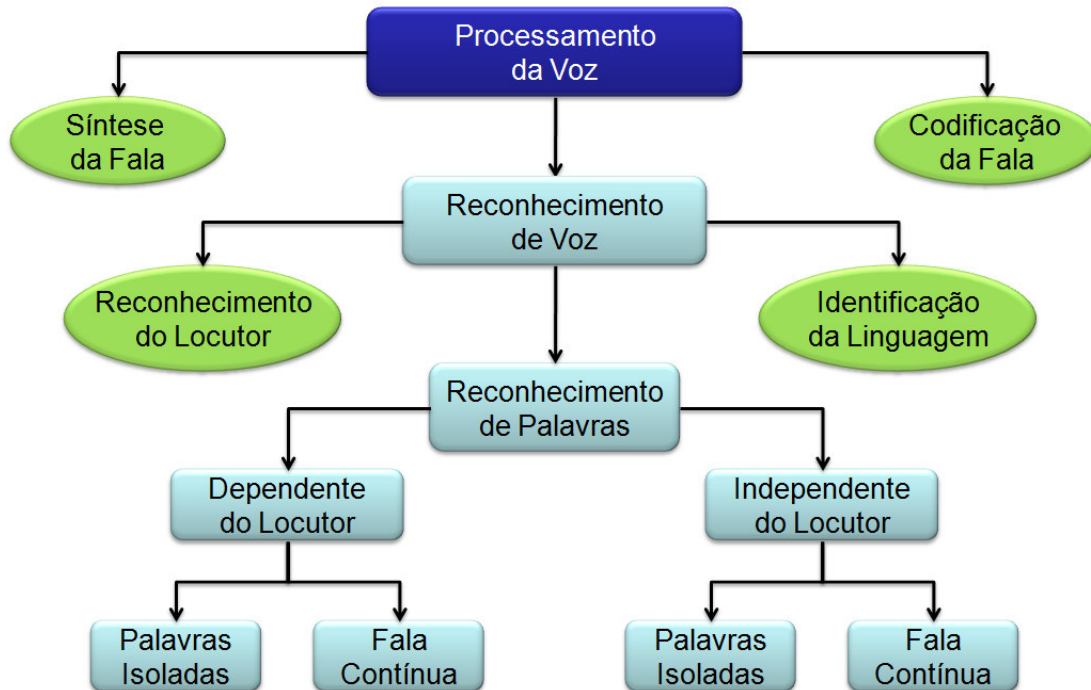 Processamento
da Voz
Síntese
da Fala
Codificação
da Fala
Reconhecimento
de Voz
Reconhecimento
do Locutor
Identificação
da Linguagem
Reconhecimento
de Palavras
Dependente
do Locutor
Independente
do Locutor
Palavras
Isoladas
Fala
Contínua
Palavras
Isoladas
Fala
Contínua